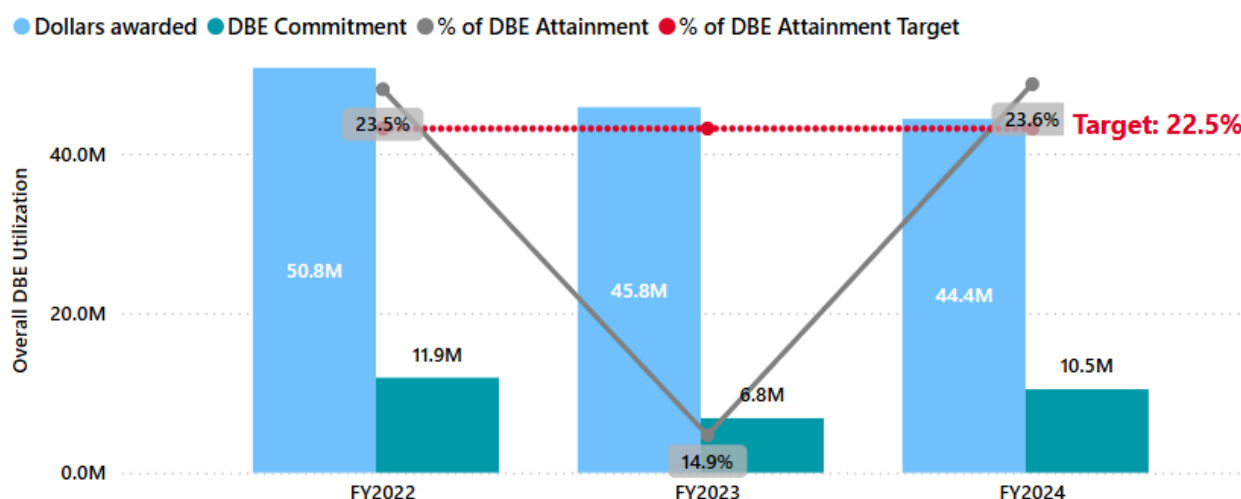 Dollars awarded DBE Commitment % of DBE Attainment % of DBE Attainment Target
23.5%
23.6%
Target: 22.5%
40.0M
Overall DBE Utilization
50.8M
45.8M
44.4M
20.0M
11.9M
6.8M
10.5M
14.9%
0.0M
FY2022 FY2023 FY2024